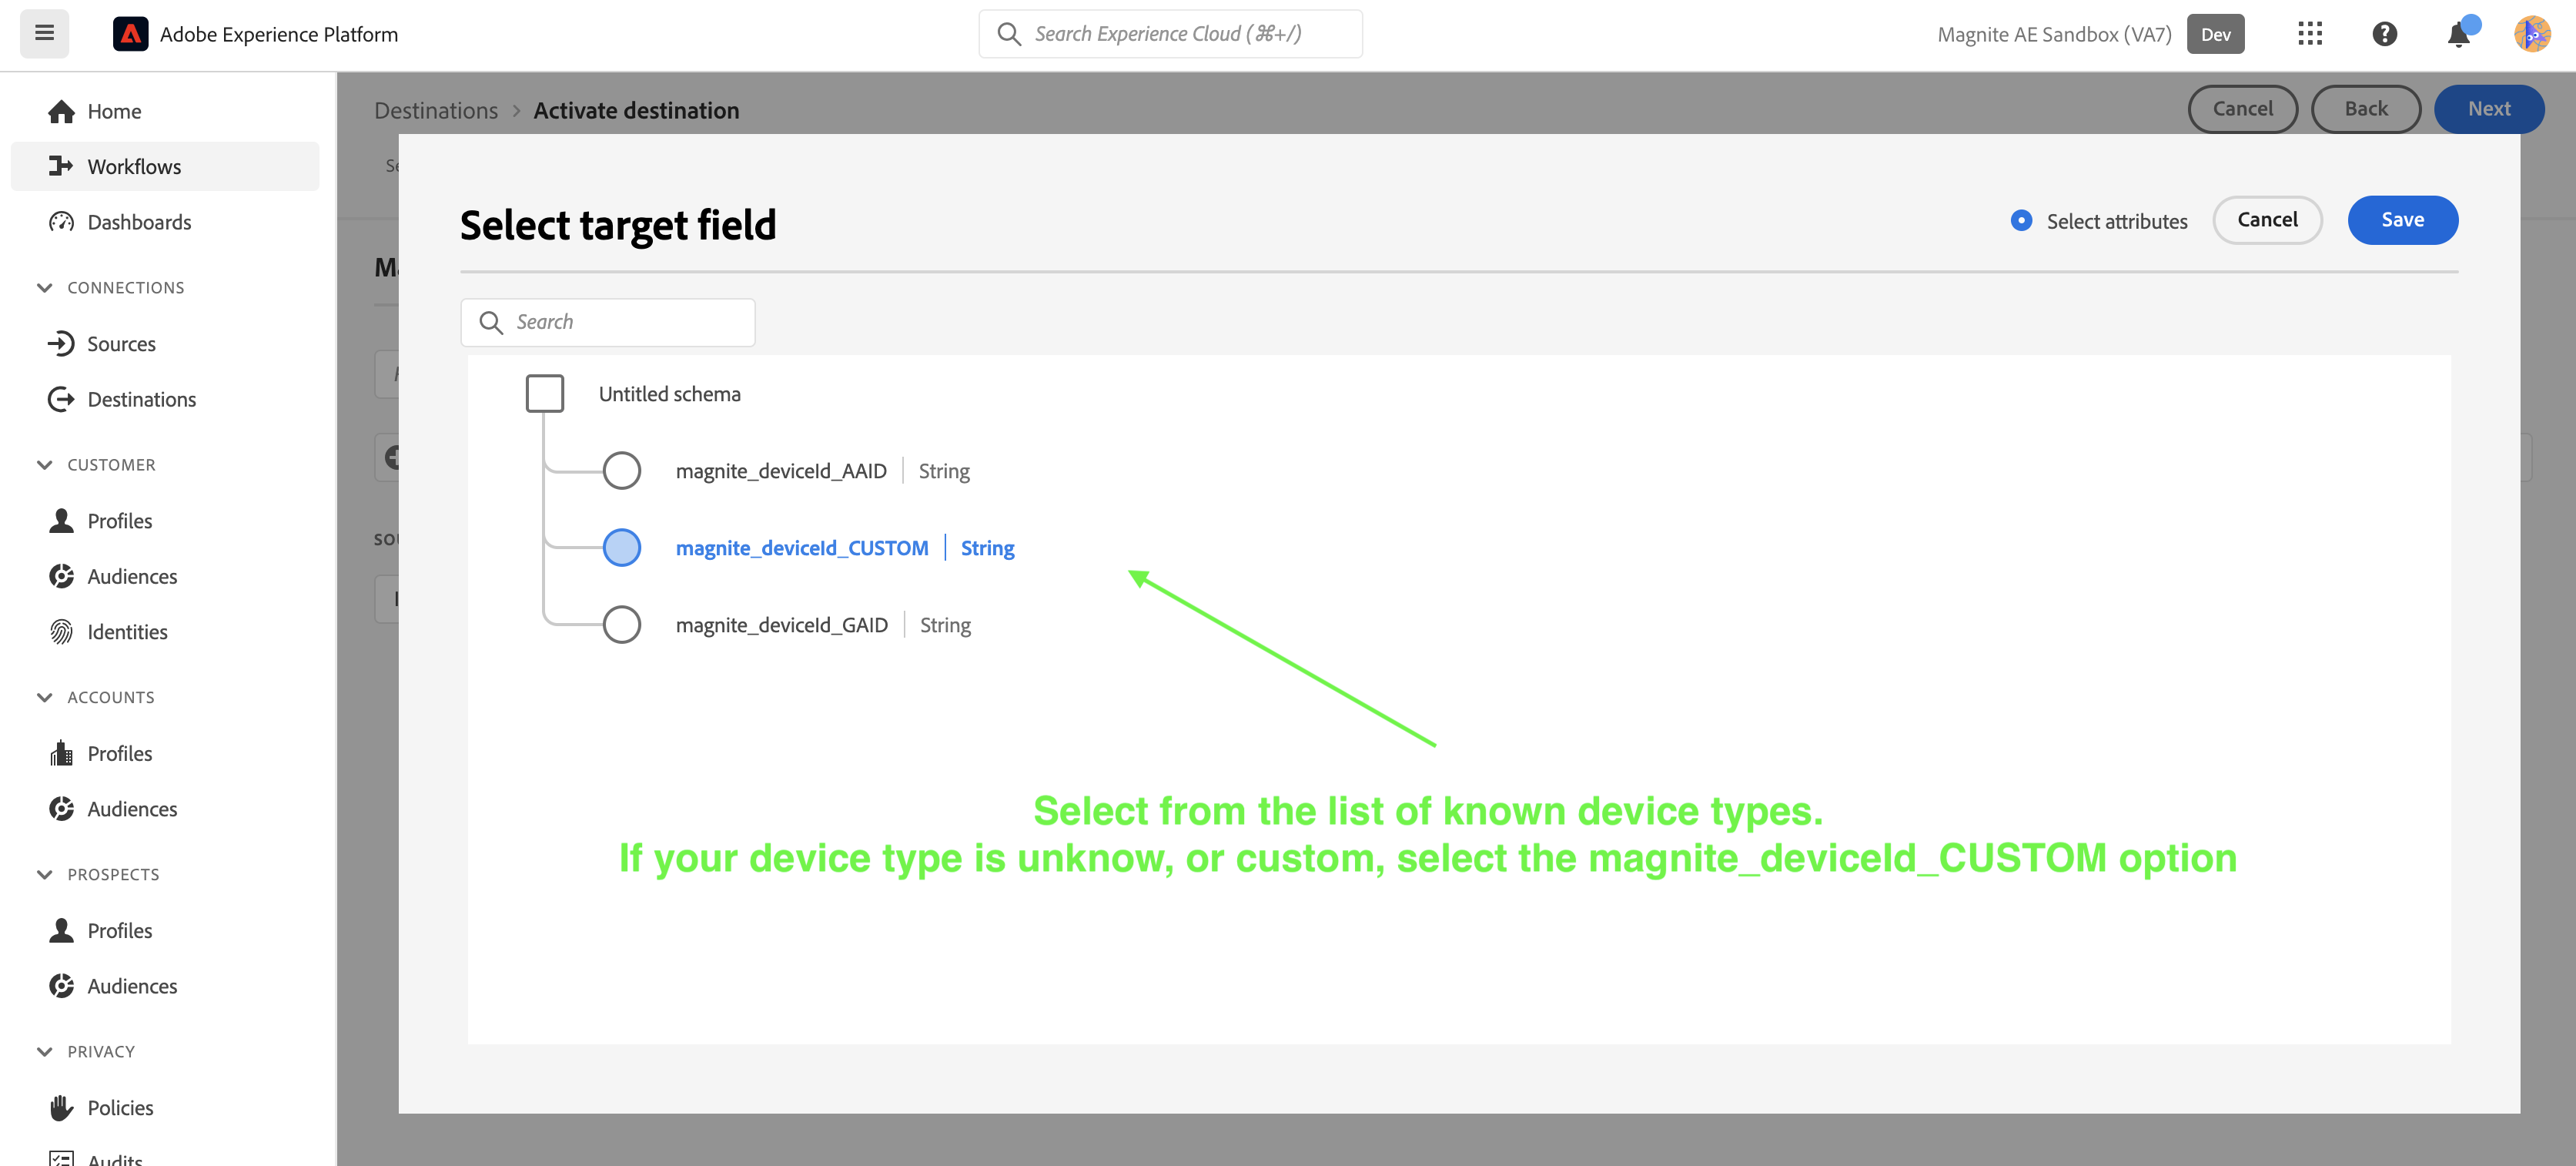 Adobe Experience Platform
Search Experience Cloud (⌘+/)
Magnite AE Sandbox (VA7)
Dev
Home
Workflows
Dashboards
CONNECTIONS
Sources
Destinations
CUSTOMER
Profiles
Audiences
Identities
ACCOUNTS
Profiles
Audiences
PROSPECTS
Profiles
Audiences
PRIVACY
Policies
Audits
Destinations > Activate destination
Cancel
Back
Next
Select target field
Select attributes
Cancel
Save
Search
Untitled schema
magnite_deviceId_AAID | String
magnite_deviceId_CUSTOM | String
magnite_deviceId_GAID | String
Select from the list of known device types.
If your device type is unknow, or custom, select the magnite_deviceId_CUSTOM option